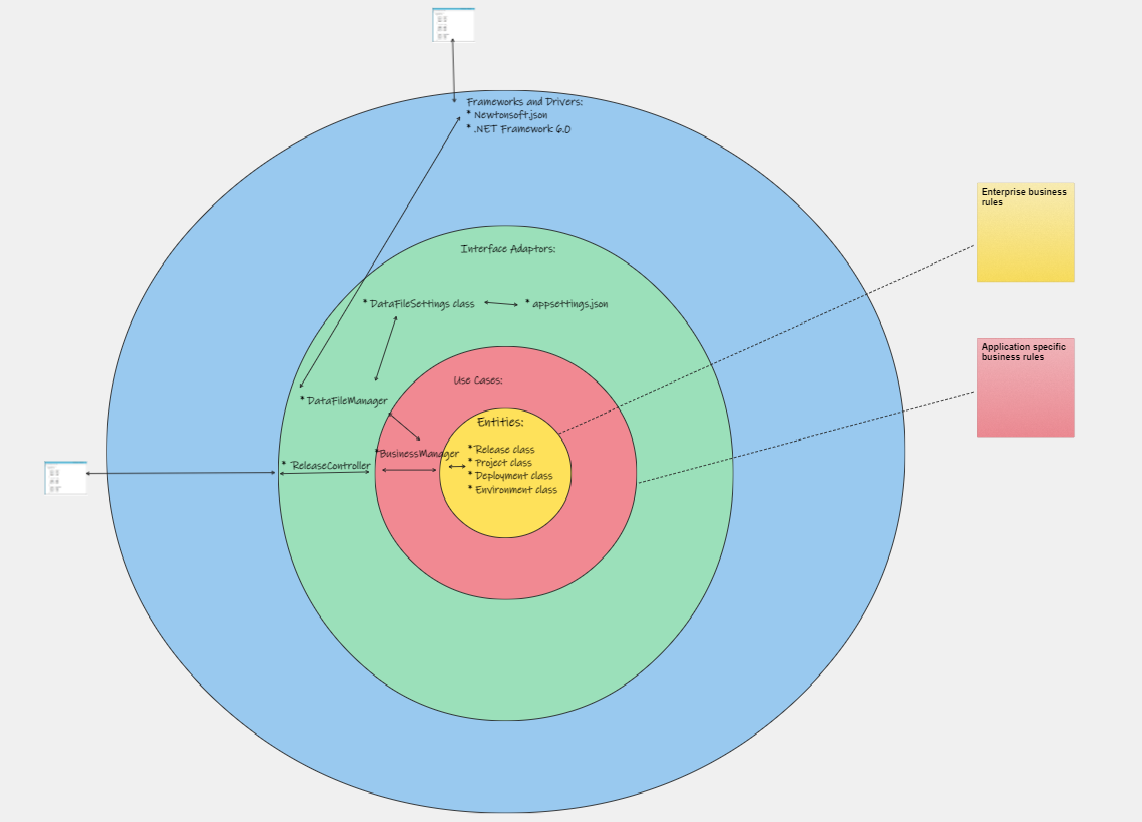 Frameworks and Drivers:
* Newtonsoft.json
* .NET Framework 6.0
Enterprise business
rules
Interface Adaptors:
* DataFileSettings class
* appsettings.json
Application specific
business rules
Use Cases:
* DataFileManager
Entities:
*BusinessManager
* Release class
* Project class
* Deployment class
* Environment class
* ReleaseController